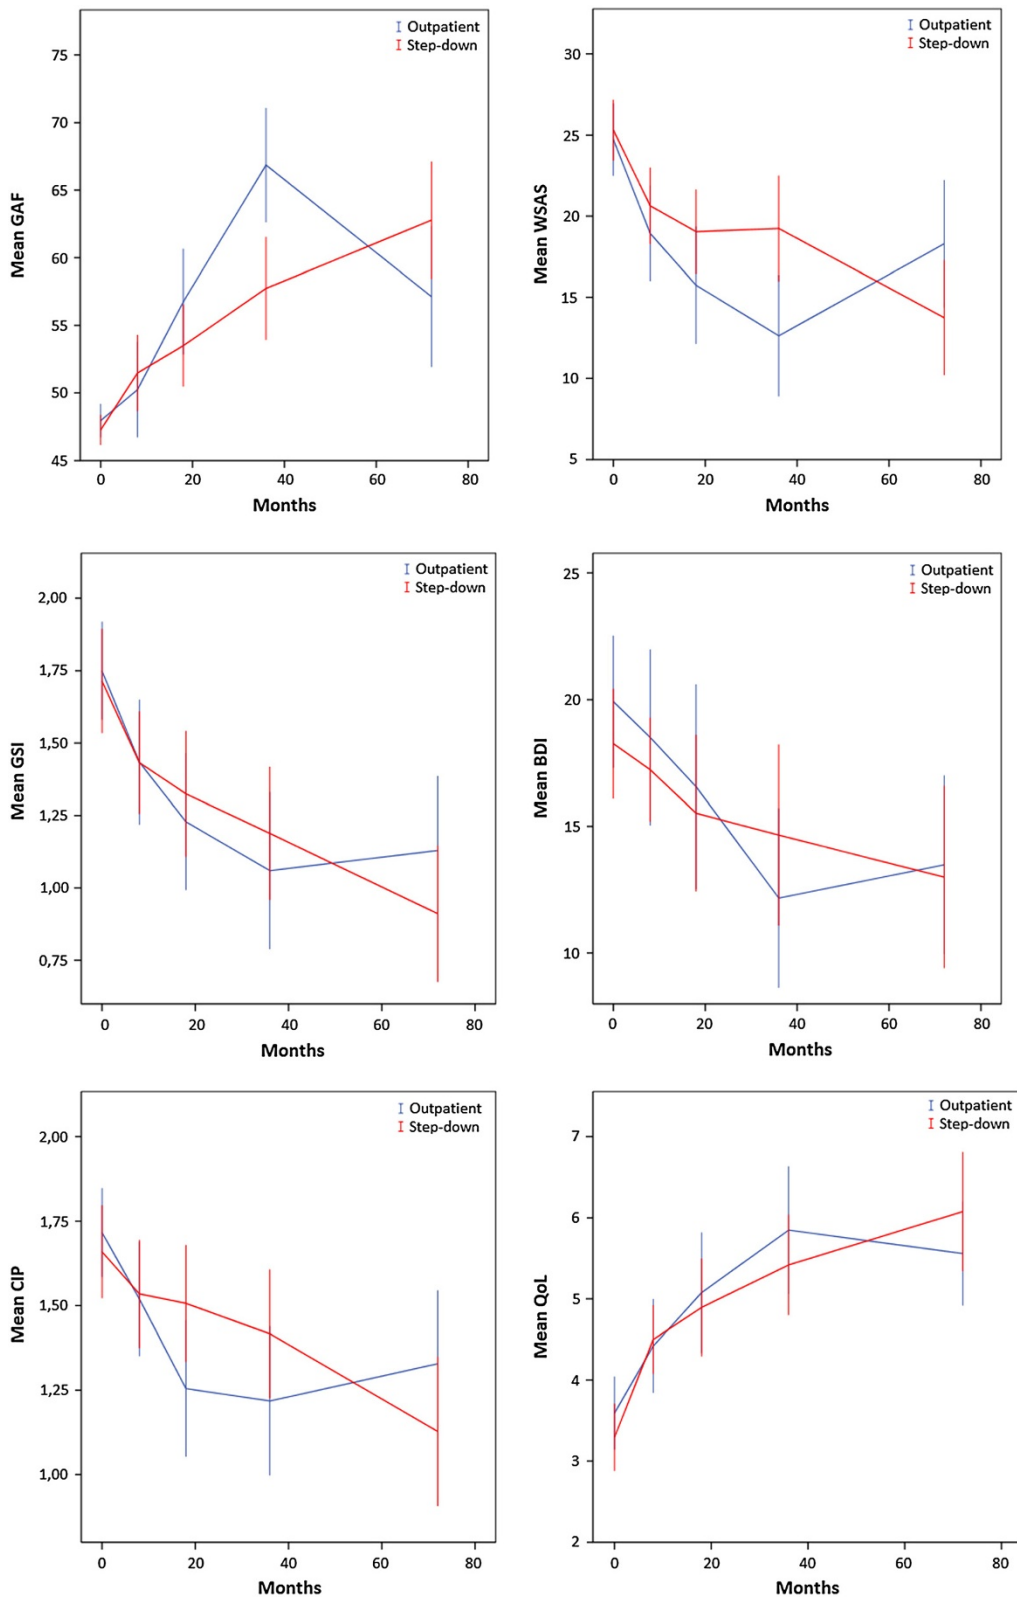 Outpatient
Step-down
75
70
65
60
55
50
45
Mean GAF
0 20 40 60 80
Months
Outpatient
Step-down
30
25
20
15
10
5
Mean WSAS
0 20 40 60 80
Months
Outpatient
Step-down
2,00
1,75
1,50
1,25
1,00
0,75
Mean GSI
0 20 40 60 80
Months
Outpatient
Step-down
25
20
15
10
Mean BDI
0 20 40 60 80
Months
Outpatient
Step-down
2,00
1,75
1,50
1,25
1,00
Mean CIP
0 20 40 60 80
Months
Outpatient
Step-down
7
6
5
4
3
2
Mean QoL
0 20 40 60 80
Months